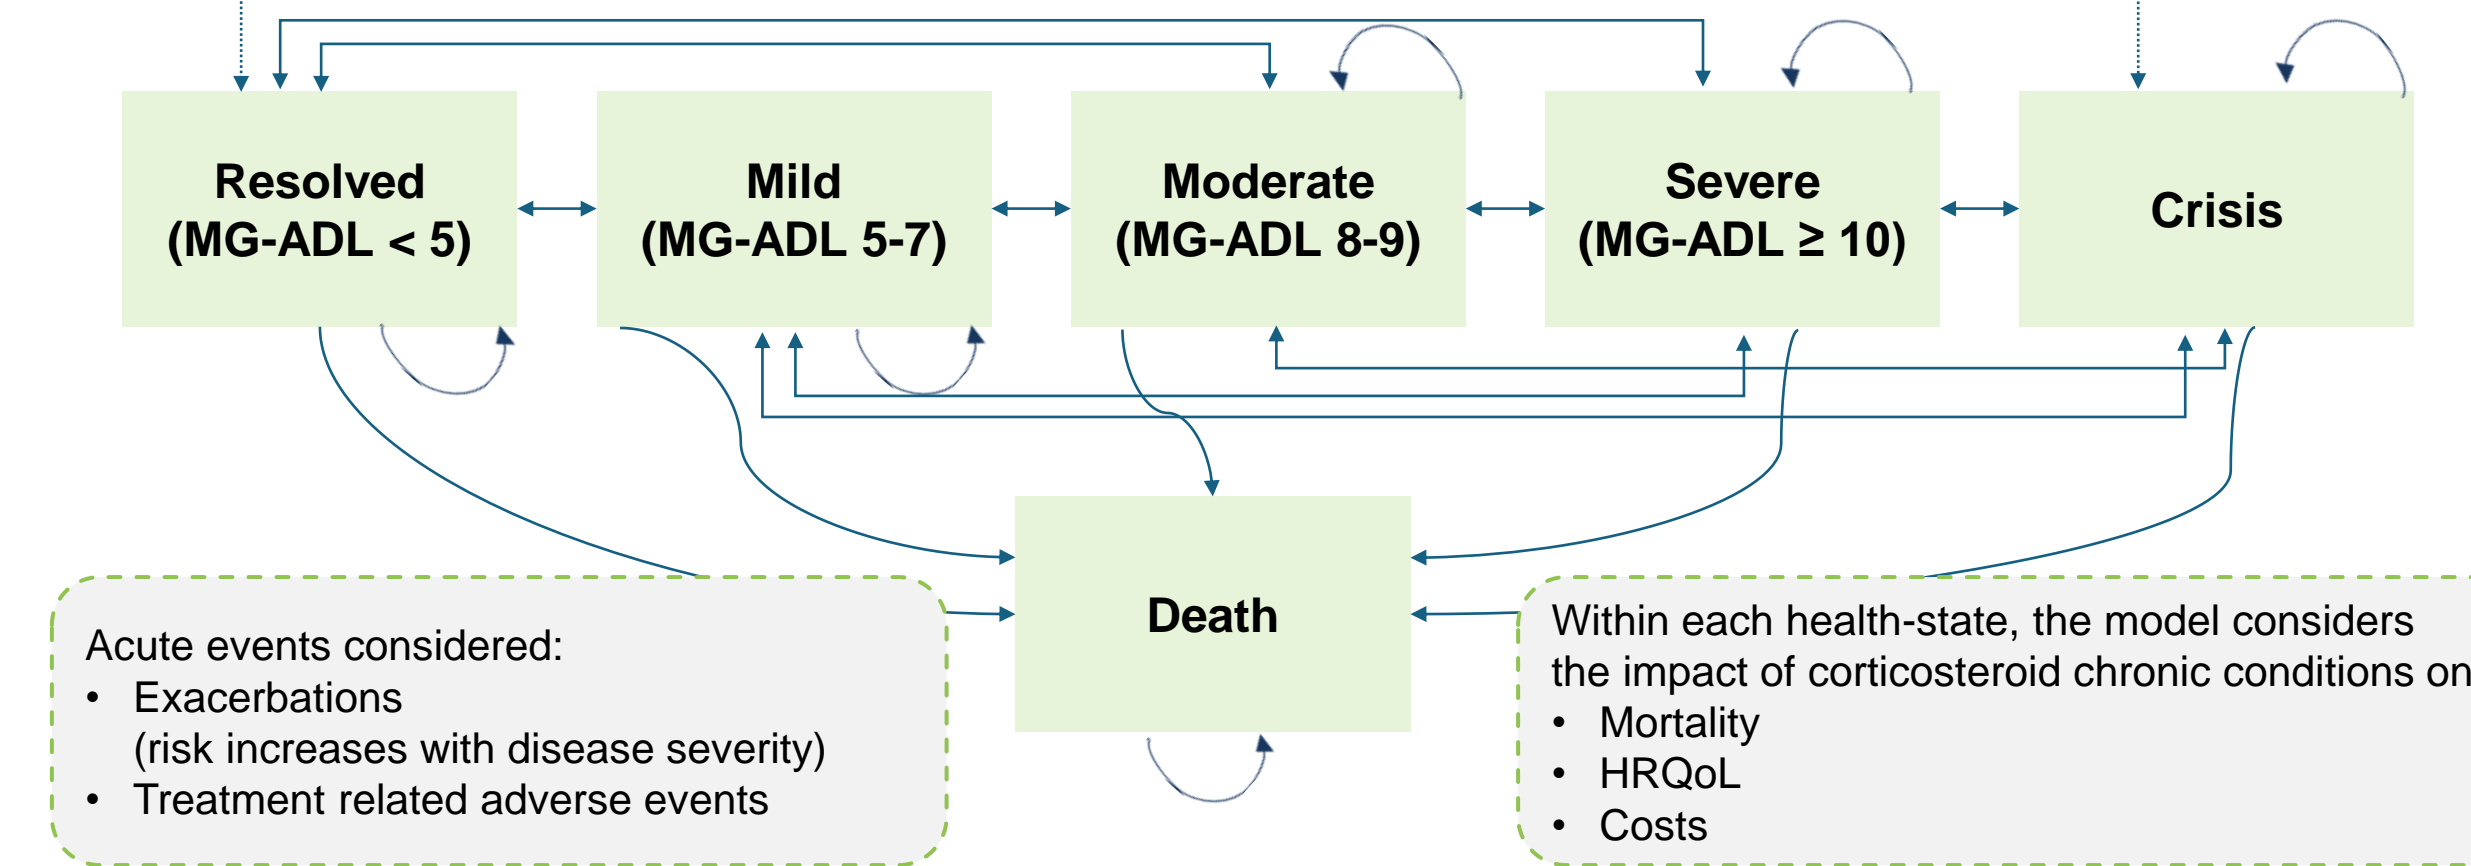 Resolved
(MG-ADL < 5)
Mild
(MG-ADL 5-7)
Moderate
(MG-ADL 8-9)
Severe
(MG-ADL ≥ 10)
Crisis
Death
Acute events considered:
• Exacerbations
(risk increases with disease severity)
• Treatment related adverse events
Within each health-state, the model considers
the impact of corticosteroid chronic conditions on
• Mortality
• HRQoL
• Costs